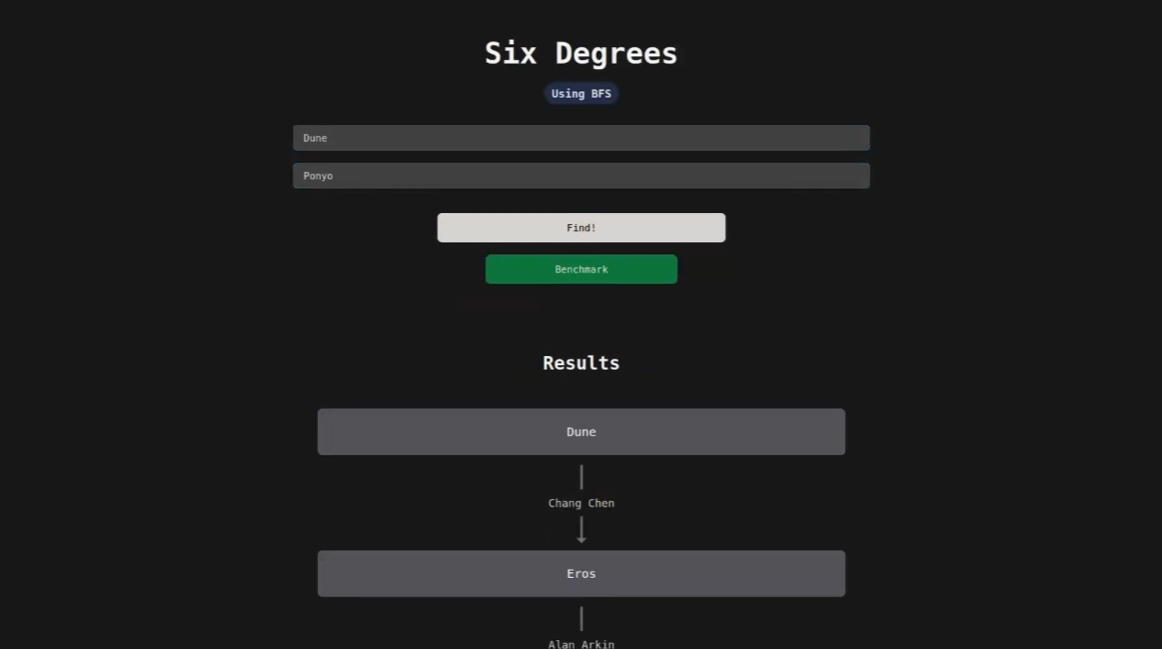 Six Degrees
Using BFS
Dune
Ponyo
Find!
Benchmark
Results
Dune
Chang Chen
Eros
Alan Arkin